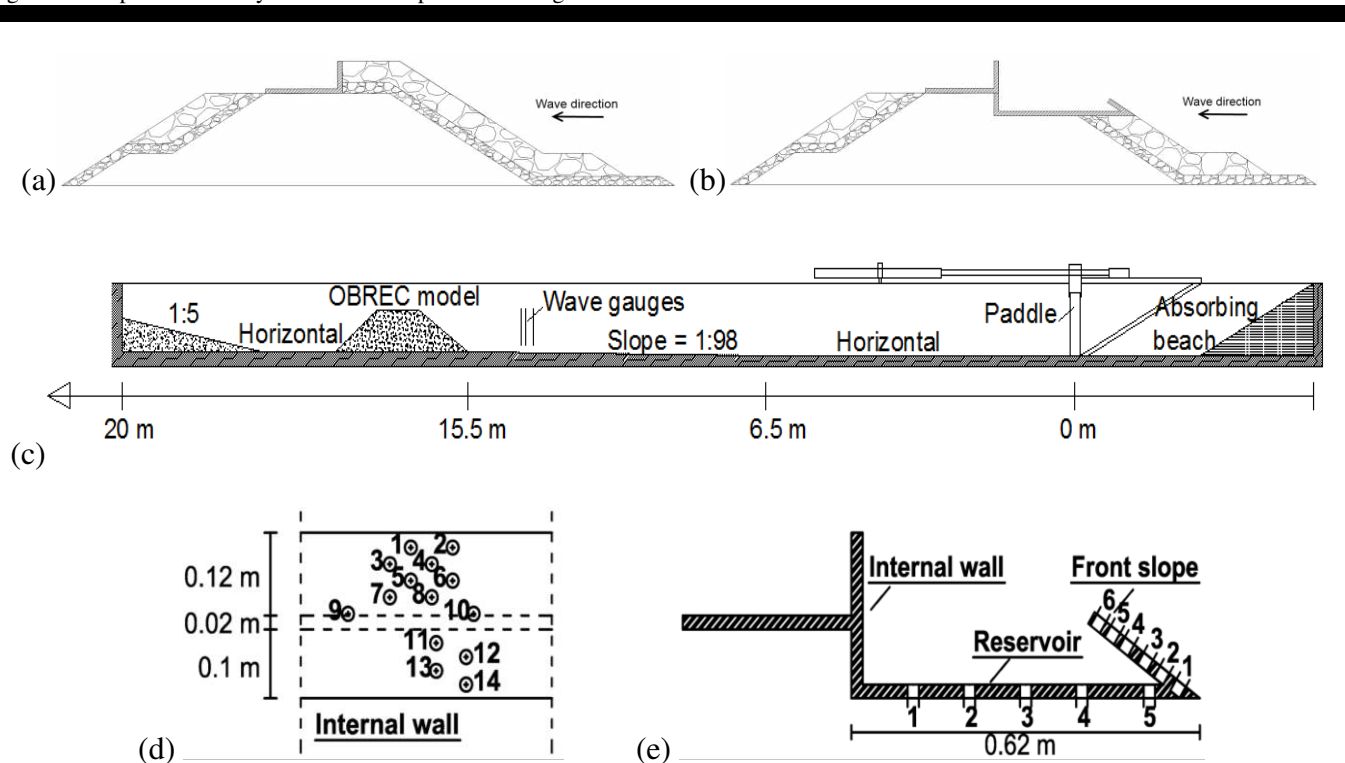 Wave direction
Wave direction
(a)
(b)
OBREC model
Wave gauges
1:5
Horizontal
Slope = 1:98
Horizontal
Paddle
Absorbing
beach
20 m
15.5 m
6.5 m
0 m
(c)
1 2
3 4
0.12 m
5 6
7 8
9 10
0.02 m
11
0.1 m
12
13
14
Internal wall
(d)
Internal wall
Front slope
6 5 4 3 2 1
Reservoir
1 2 3 4 5
0.62 m
(e)